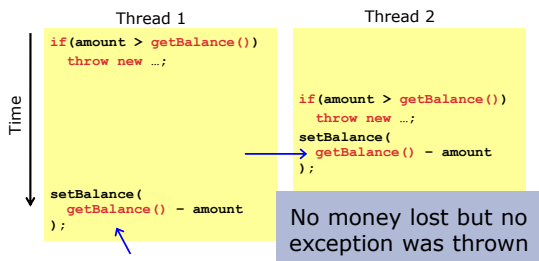 Thread 1
Thread 2
Time
if(amount > getBalance())
throw new …;
setBalance(
getBalance() – amount
);
if(amount > getBalance())
throw new …;
setBalance(
getBalance() – amount
);
No money lost but no
exception was thrown